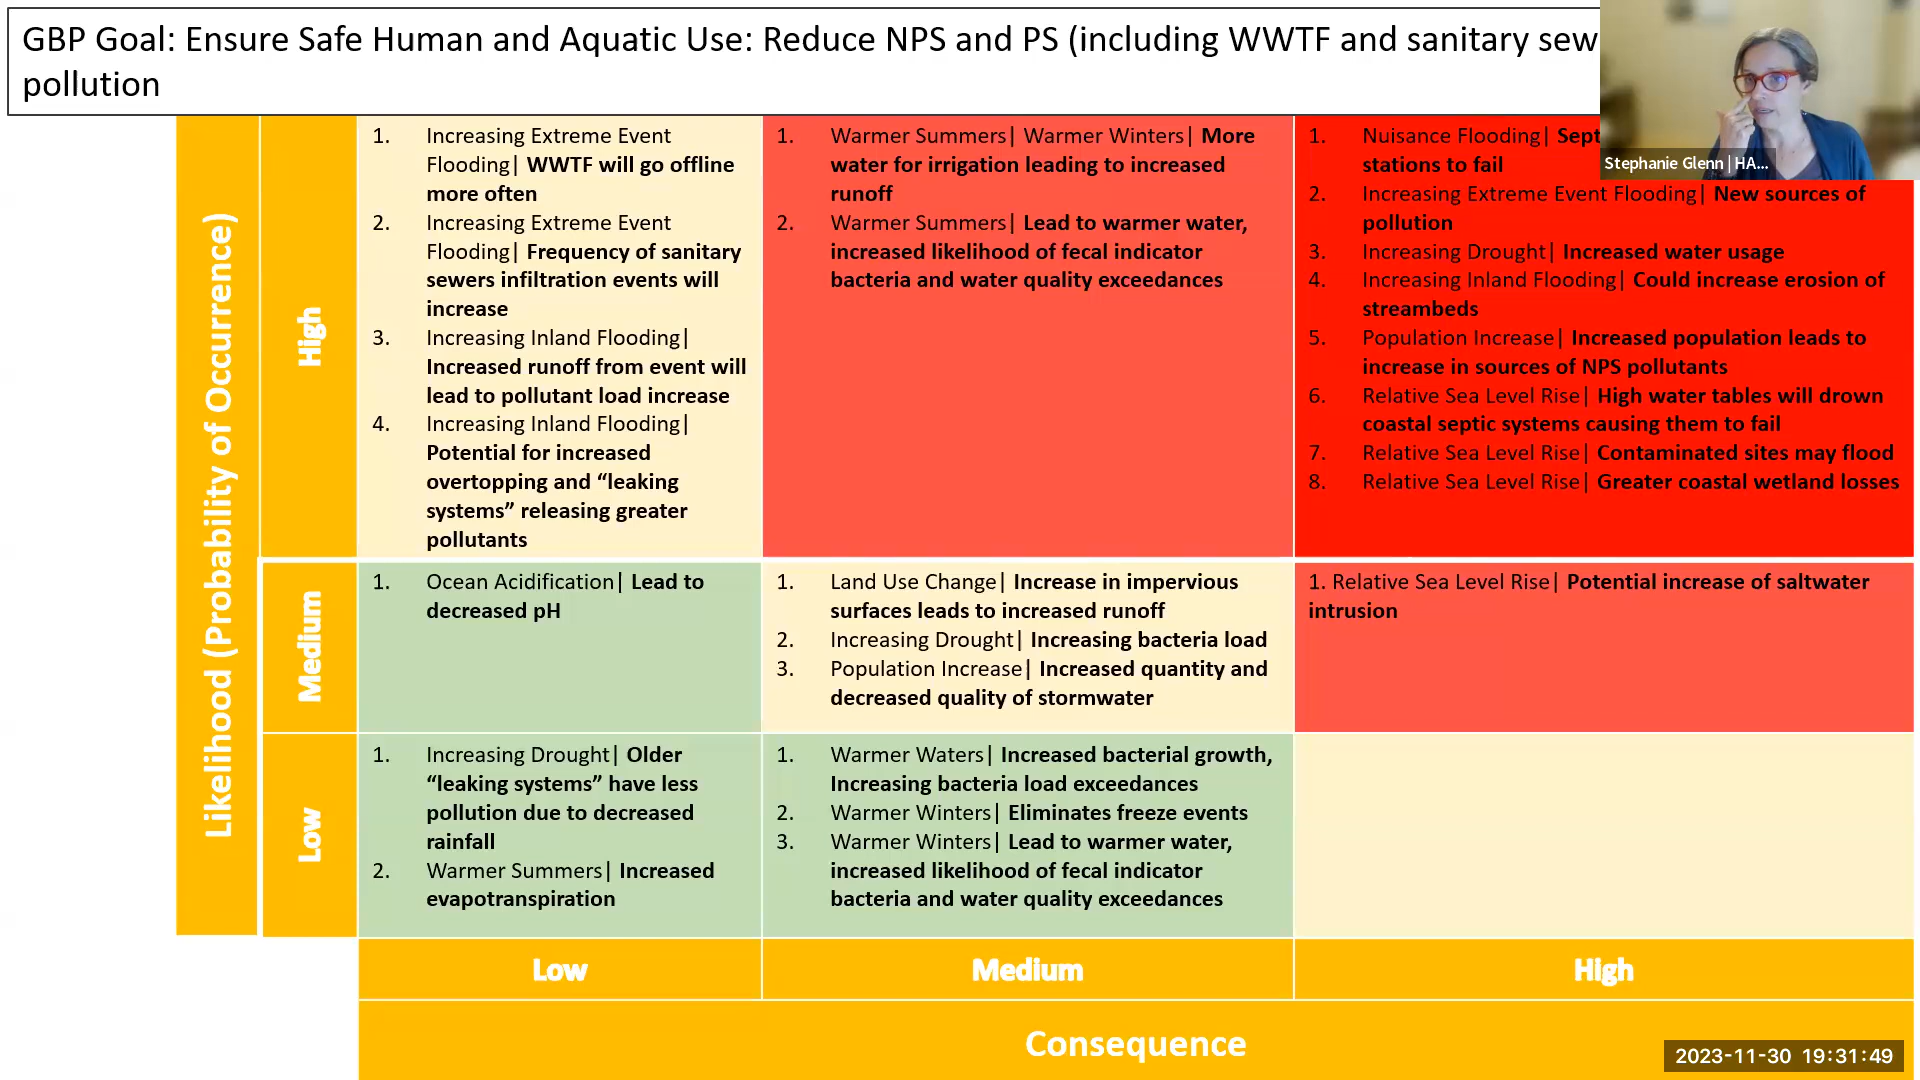 GBP Goal: Ensure Safe Human and Aquatic Use: Reduce NPS and PS (including WWTF and sanitary sew
pollution
Stephanie Glenn | HA...
Likelihood (Probability of Occurrence)
High
1. Increasing Extreme Event
Flooding| WWTF will go offline
more often
2. Increasing Extreme Event
Flooding| Frequency of sanitary
sewers infiltration events will
increase
3. Increasing Inland Flooding|
Increased runoff from event will
lead to pollutant load increase
4. Increasing Inland Flooding|
Potential for increased
overtopping and “leaking
systems” releasing greater
pollutants
1. Warmer Summers| Warmer Winters| More
water for irrigation leading to increased
runoff
2. Warmer Summers| Lead to warmer water,
increased likelihood of fecal indicator
bacteria and water quality exceedances
1. Nuisance Flooding| Sept
stations to fail
2. Increasing Extreme Event Flooding| New sources of
pollution
3. Increasing Drought| Increased water usage
4. Increasing Inland Flooding| Could increase erosion of
streambeds
5. Population Increase| Increased population leads to
increase in sources of NPS pollutants
6. Relative Sea Level Rise| High water tables will drown
coastal septic systems causing them to fail
7. Relative Sea Level Rise| Contaminated sites may flood
8. Relative Sea Level Rise| Greater coastal wetland losses
Medium
1. Ocean Acidification| Lead to
decreased pH
1. Land Use Change| Increase in impervious
surfaces leads to increased runoff
2. Increasing Drought| Increasing bacteria load
3. Population Increase| Increased quantity and
decreased quality of stormwater
1. Relative Sea Level Rise| Potential increase of saltwater
intrusion
Low
1. Increasing Drought| Older
“leaking systems” have less
pollution due to decreased
rainfall
2. Warmer Summers| Increased
evapotranspiration
1. Warmer Waters| Increased bacterial growth,
Increasing bacteria load exceedances
2. Warmer Winters| Eliminates freeze events
3. Warmer Winters| Lead to warmer water,
increased likelihood of fecal indicator
bacteria and water quality exceedances
Low
Medium
High
Consequence
2023-11-30 19:31:49